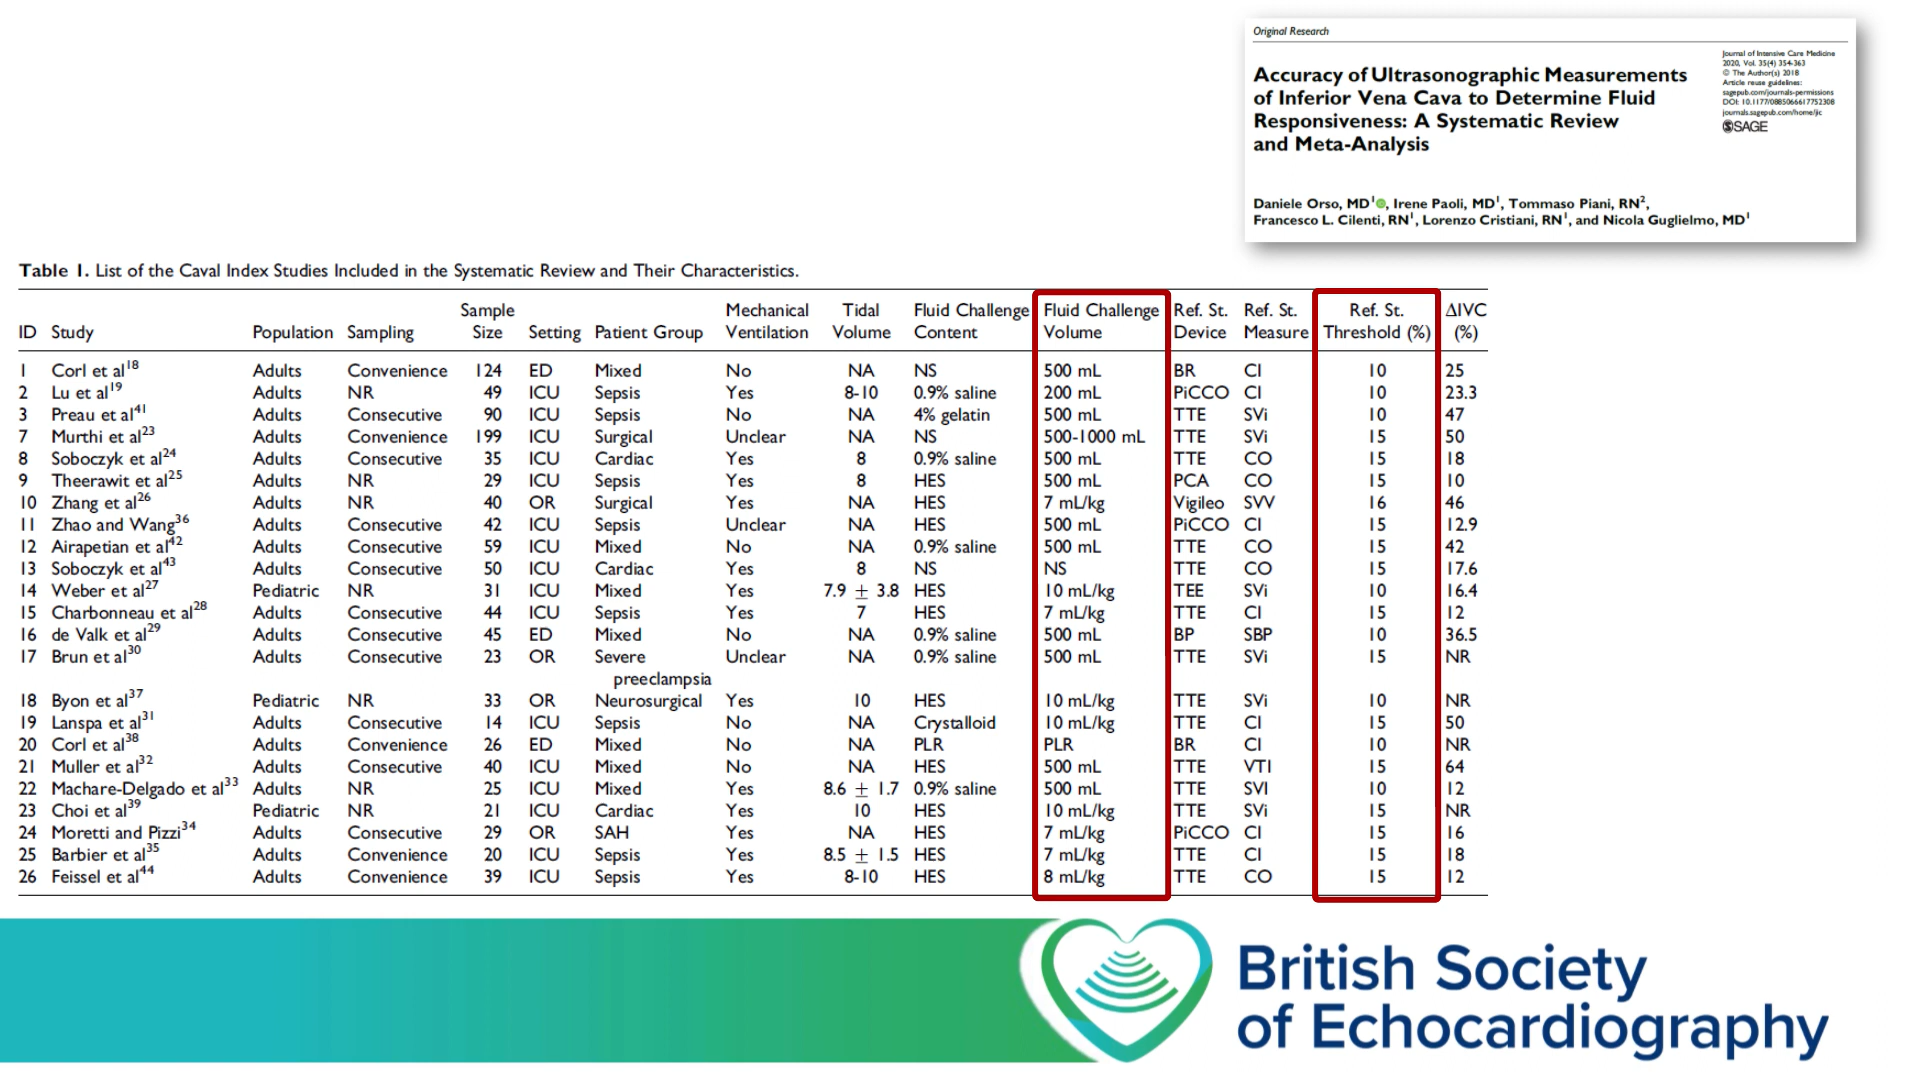 Original Research
Accuracy of Ultrasonographic Measurements
of Inferior Vena Cava to Determine Fluid
Responsiveness: A Systematic Review
and Meta-Analysis
Journal of Intensive Care Medicine
2020, Vol. 35(4) 354-363
© The Author(s) 2018
Article reuse guidelines:
sagepub.com/journals-permissions
DOI: 10.1177/0885066617752308
journals.sagepub.com/home/jic
SAGE
Daniele Orso, MD1, Irene Paoli, MD1, Tommaso Piani, RN2,
Francesco L. Cilenti, RN1, Lorenzo Cristiani, RN1, and Nicola Guglielmo, MD1
Table 1. List of the Caval Index Studies Included in the Systematic Review and Their Characteristics.
Sample Mechanical Tidal Fluid Challenge Fluid Challenge Ref. St. Ref. St. Ref. St. ΔIVC
ID Study Population Sampling Size Setting Patient Group Ventilation Volume Content Volume Device Measure Threshold (%) (%)
1 Corl et al18 Adults Convenience 124 ED Mixed No NA NS 500 mL BR CI 10 25
2 Lu et al19 Adults NR 49 ICU Sepsis Yes 8-10 0.9% saline 200 mL PiCCO CI 10 23.3
3 Preau et al41 Adults Consecutive 90 ICU Sepsis No NA 4% gelatin 500 mL TTE SVi 10 47
7 Murthi et al23 Adults Convenience 199 ICU Surgical Unclear NA NS 500-1000 mL TTE SVi 15 50
8 Soboczyk et al24 Adults Consecutive 35 ICU Cardiac Yes 8 0.9% saline 500 mL TTE CO 15 18
9 Theerawit et al25 Adults NR 29 ICU Sepsis Yes 8 HES 500 mL PCA CO 15 10
10 Zhang et al26 Adults NR 40 OR Surgical Yes NA HES 7 mL/kg Vigileo SVV 16 46
11 Zhao and Wang36 Adults Consecutive 42 ICU Sepsis Unclear NA HES 500 mL PiCCO CI 15 12.9
12 Airapetian et al42 Adults Consecutive 59 ICU Mixed No NA 0.9% saline 500 mL TTE CO 15 42
13 Soboczyk et al43 Adults Consecutive 50 ICU Cardiac Yes 8 NS NS TTE CO 15 17.6
14 Weber et al27 Pediatric NR 31 ICU Mixed Yes 7.9 ± 3.8 HES 10 mL/kg TEE SVi 10 16.4
15 Charbonneau et al28 Adults Consecutive 44 ICU Sepsis Yes 7 HES 7 mL/kg TTE CI 15 12
16 de Valk et al29 Adults Consecutive 45 ED Mixed No NA 0.9% saline 500 mL BP SBP 10 36.5
17 Brun et al30 Adults Consecutive 23 OR Severe Unclear NA 0.9% saline 500 mL TTE SVi 15 NR
preeclampsia
18 Byon et al37 Pediatric NR 33 OR Neurosurgical Yes 10 HES 10 mL/kg TTE SVi 10 NR
19 Lanspa et al31 Adults Consecutive 14 ICU Sepsis No NA Crystalloid 10 mL/kg TTE CI 15 50
20 Corl et al38 Adults Convenience 26 ED Mixed No NA PLR PLR BR CI 10 NR
21 Muller et al32 Adults Consecutive 40 ICU Mixed No NA HES 500 mL TTE VTI 15 64
22 Machare-Delgado et al33 Adults NR 25 ICU Mixed Yes 8.6 ± 1.7 0.9% saline 500 mL TTE SVI 10 12
23 Choi et al39 Pediatric NR 21 ICU Cardiac Yes 10 HES 10 mL/kg TTE SVi 15 NR
24 Moretti and Pizzi34 Adults Consecutive 29 OR SAH Yes NA HES 7 mL/kg PiCCO CI 15 16
25 Barbier et al35 Adults Convenience 20 ICU Sepsis Yes 8.5 ± 1.5 HES 7 mL/kg TTE CI 15 18
26 Feissel et al44 Adults Convenience 39 ICU Sepsis Yes 8-10 HES 8 mL/kg TTE CO 15 12
British Society
of Echocardiography